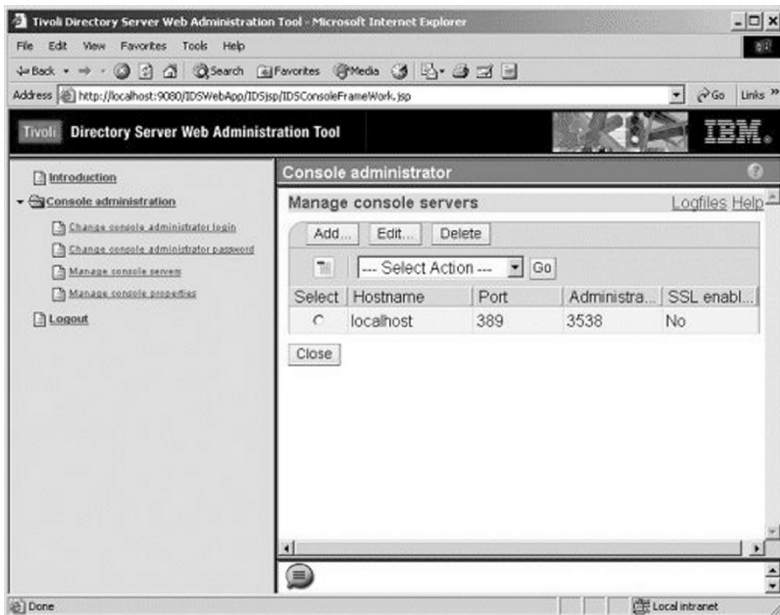 Tivoli Directory Server Web Administration Tool - Microsoft Internet Explorer
File Edit View Favorites Tools Help
Back Search Favorites Media
Address http://localhost:9080/IDSWebApp/IDSjsp/IDSConsoleFrameWork.jsp Go Links »
Tivoli Directory Server Web Administration Tool IBM.
Introduction
Console administration
Change console administrator login
Change console administrator password
Manage console servers
Manage console properties
Logout
Console administrator ?
Manage console servers Logfiles Help
Add... Edit... Delete
--- Select Action --- Go
Select Hostname Port Administra... SSL enabl...
localhost 389 3538 No
Close
Done Local intranet